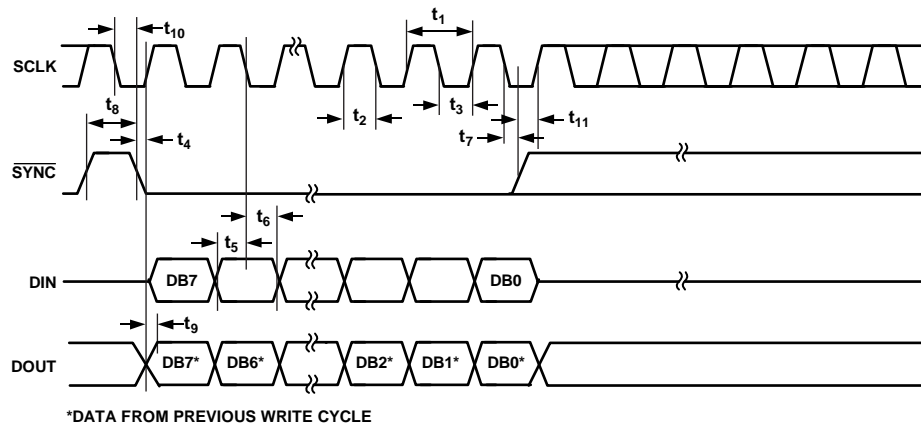 t10
t1
SCLK
t8
t2
t3
t4
t7
t11
SYNC
t6
t5
DIN
DB7
DB0
t9
DOUT
DB7*
DB6*
DB2*
DB1*
DB0*
*DATA FROM PREVIOUS WRITE CYCLE